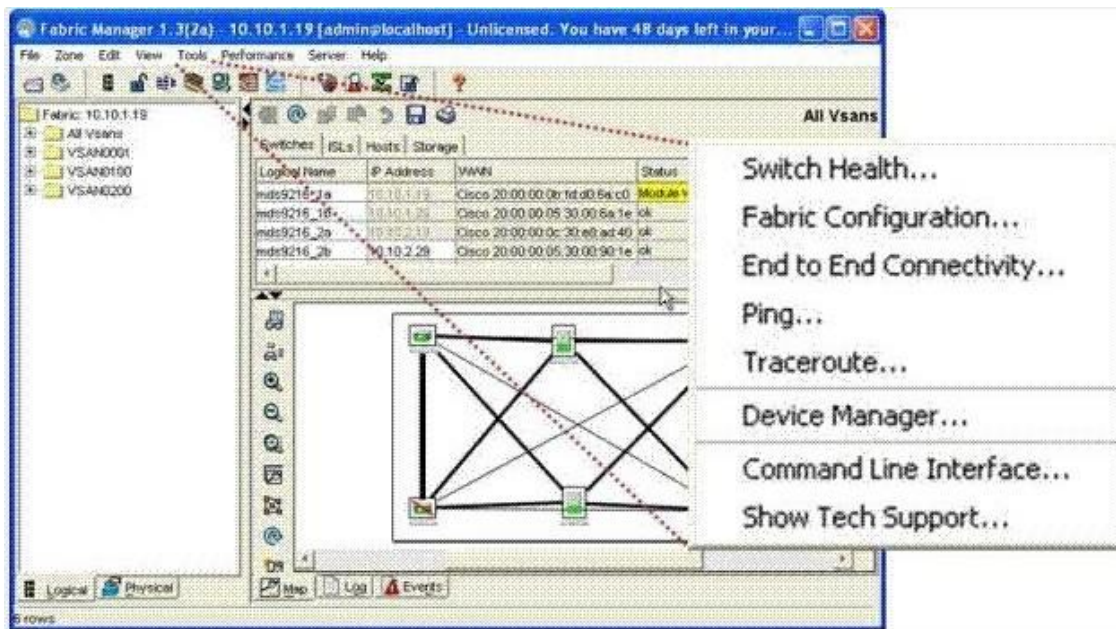 Fabric Manager 1.3(2a) - 10.10.1.19 [admin@localhost] - Unlicensed. You have 48 days left in your...
File Zone Edit View Tools Performance Server Help
Fabric: 10.10.1.19
All Vsans
VSAN0001
VSAN0100
VSAN0200
All Vsans
Switches ISLs Hosts Storage
Logical Name IP Address WWN Status
mds9216_1a 10.10.1.19 Cisco 20:00:00:0b:fd:d0:6a:c0 Module
mds9216_1b 10.10.1.29 Cisco 20:00:00:05:30:00:6a:1e ok
mds9216_2a 10.10.2.19 Cisco 20:00:00:0c:30:e8:ad:40 ok
mds9216_2b 10.10.2.29 Cisco 20:00:00:05:30:00:90:1e ok
Switch Health...
Fabric Configuration...
End to End Connectivity...
Ping...
Traceroute...
Device Manager...
Command Line Interface...
Show Tech Support...
Logical Physical
Map Log Events
6 rows